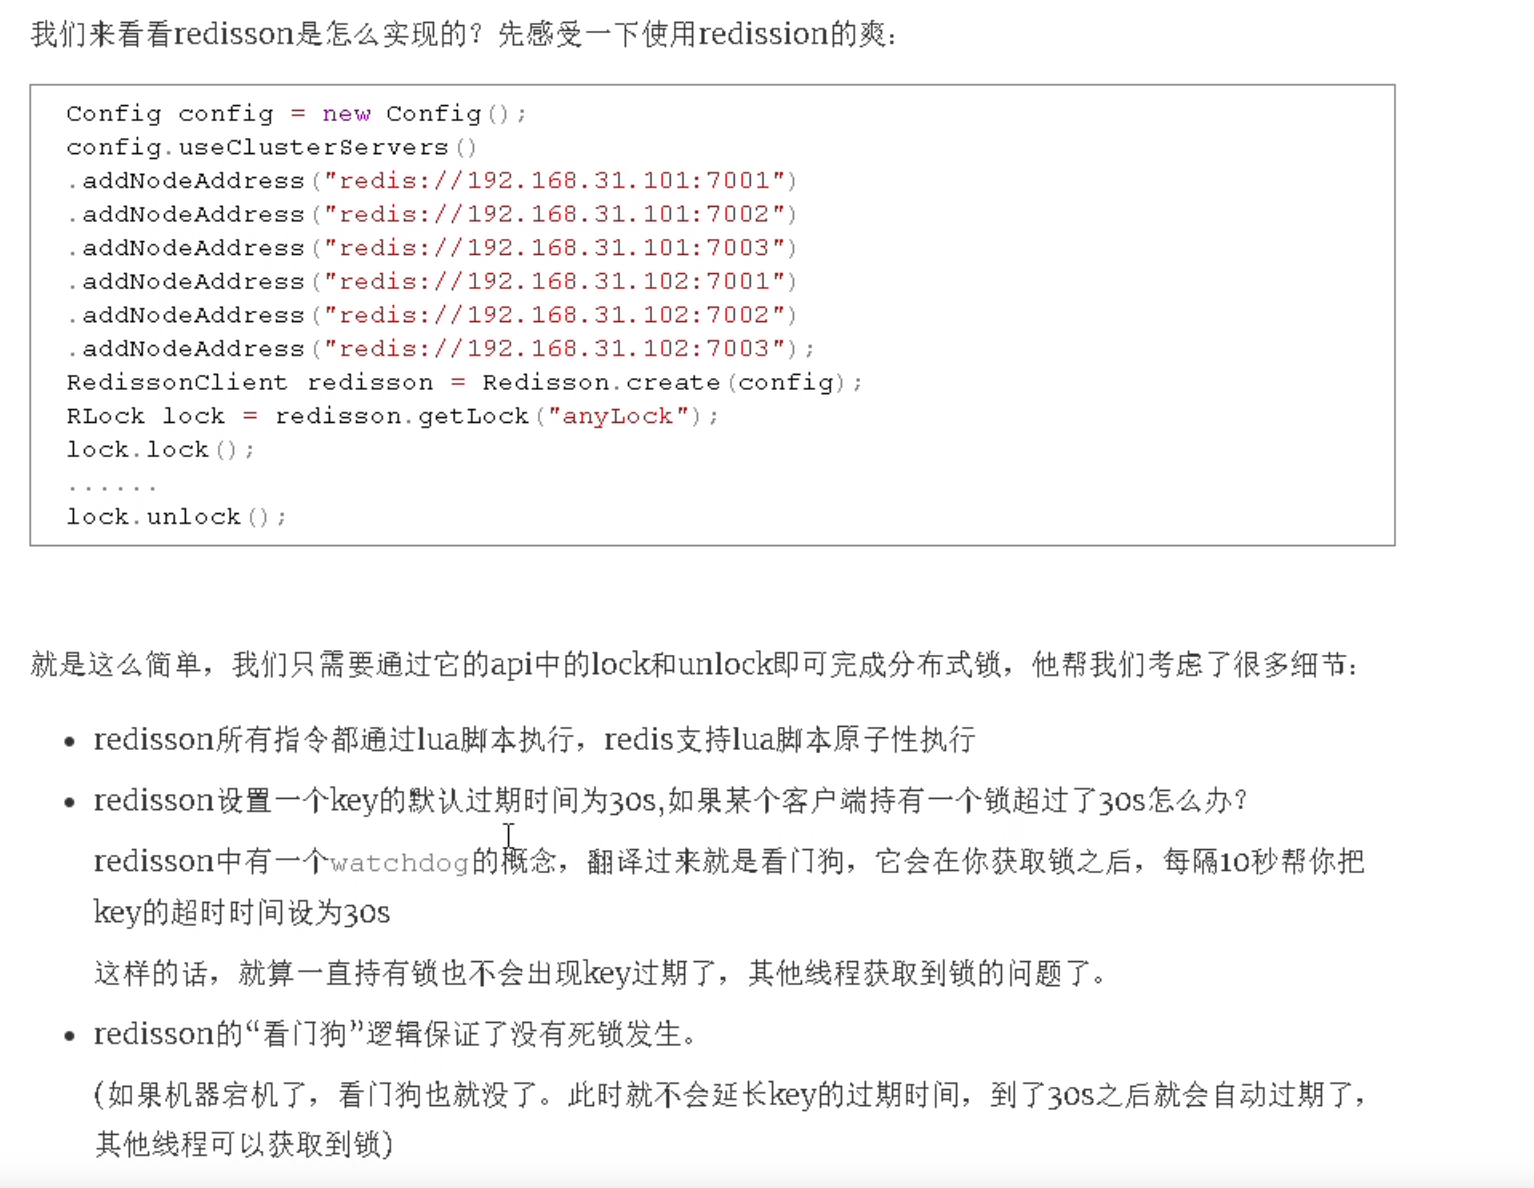 我们来看看redisson是怎么实现的？先感受一下使用redission的爽：
Config config = new Config();
config.useClusterServers()
.addNodeAddress("redis://192.168.31.101:7001")
.addNodeAddress("redis://192.168.31.101:7002")
.addNodeAddress("redis://192.168.31.101:7003")
.addNodeAddress("redis://192.168.31.102:7001")
.addNodeAddress("redis://192.168.31.102:7002")
.addNodeAddress("redis://192.168.31.102:7003");
RedissonClient redisson = Redisson.create(config);
RLock lock = redisson.getLock("anyLock");
lock.lock();
......
lock.unlock();
就是这么简单，我们只需要通过它的api中的lock和unlock即可完成分布式锁，他帮我们考虑了很多细节：
• redisson所有指令都通过lua脚本执行，redis支持lua脚本原子性执行
• redisson设置一个key的默认过期时间为30s,如果某个客户端持有一个锁超过了30s怎么办？
redisson中有一个watchdog的概念，翻译过来就是看门狗，它会在你获取锁之后，每隔10秒帮你把
key的超时时间设为30s
这样的话，就算一直持有锁也不会出现key过期了，其他线程获取到锁的问题了。
• redisson的“看门狗”逻辑保证了没有死锁发生。
(如果机器宕机了，看门狗也就没了。此时就不会延长key的过期时间，到了30s之后就会自动过期了，
其他线程可以获取到锁)